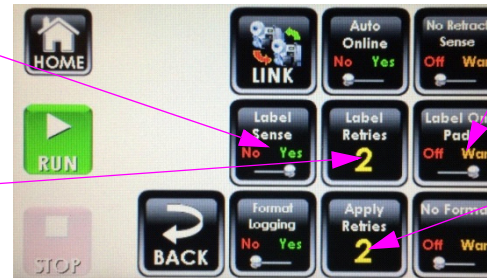 HOME
LINK
Auto
Online
No Yes
No Retract
Sense
Off
RUN
Label
Sense
No Yes
Label
Retries
2
Label
Pad
Off
STOP
BACK
Format
Logging
No Yes
Apply
Retries
2
No
Off